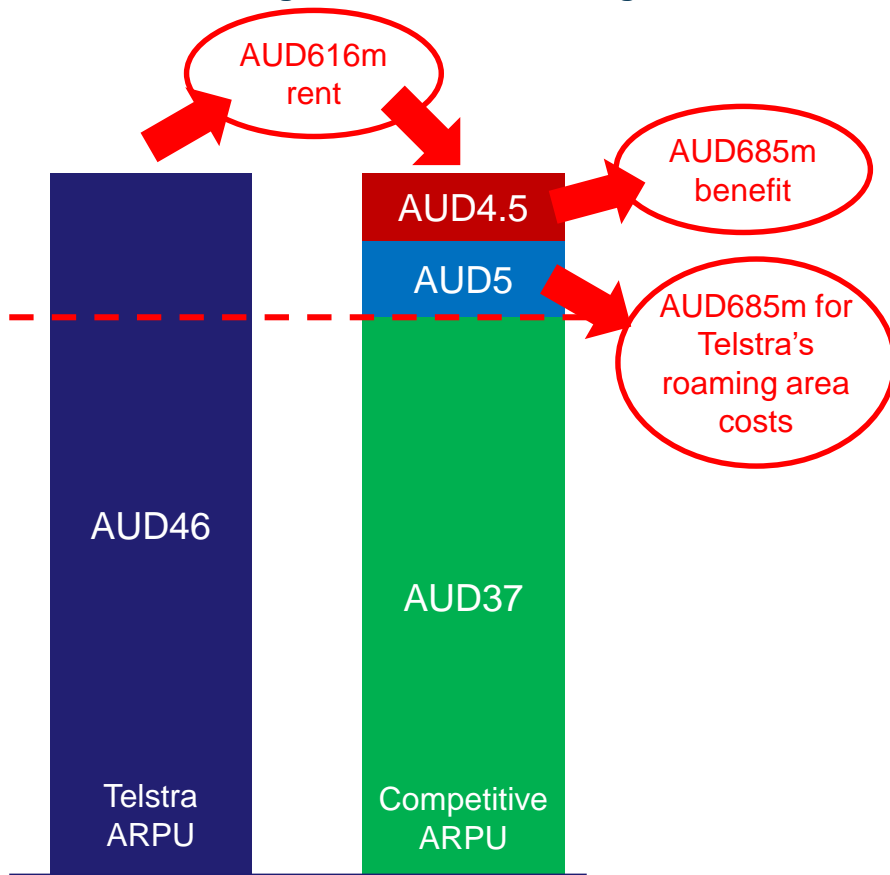 AUD616m
rent
AUD4.5
AUD685m
benefit
AUD5
AUD685m for
Telstra's
roaming area
costs
AUD46
AUD37
Telstra
ARPU
Competitive
ARPU